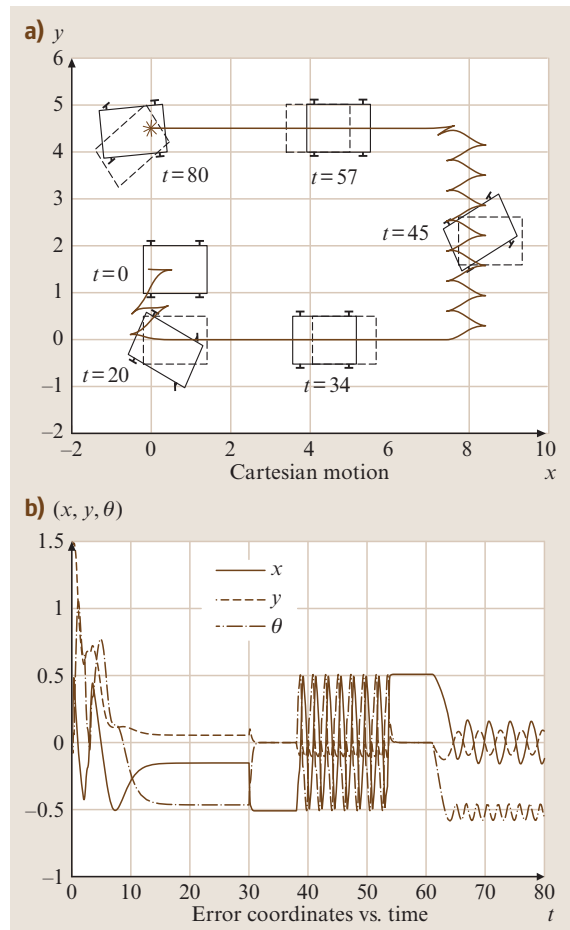 a) y
6
5
4
3
2
1
0
−1
−2
t=80
t=57
t=45
t=0
t=20
t=34
−2 0 2 4 6 8 10
Cartesian motion x
b) (x, y, θ)
1.5
1
0.5
0
−0.5
−1
x
y
θ
0 10 20 30 40 50 60 70 80
Error coordinates vs. time t